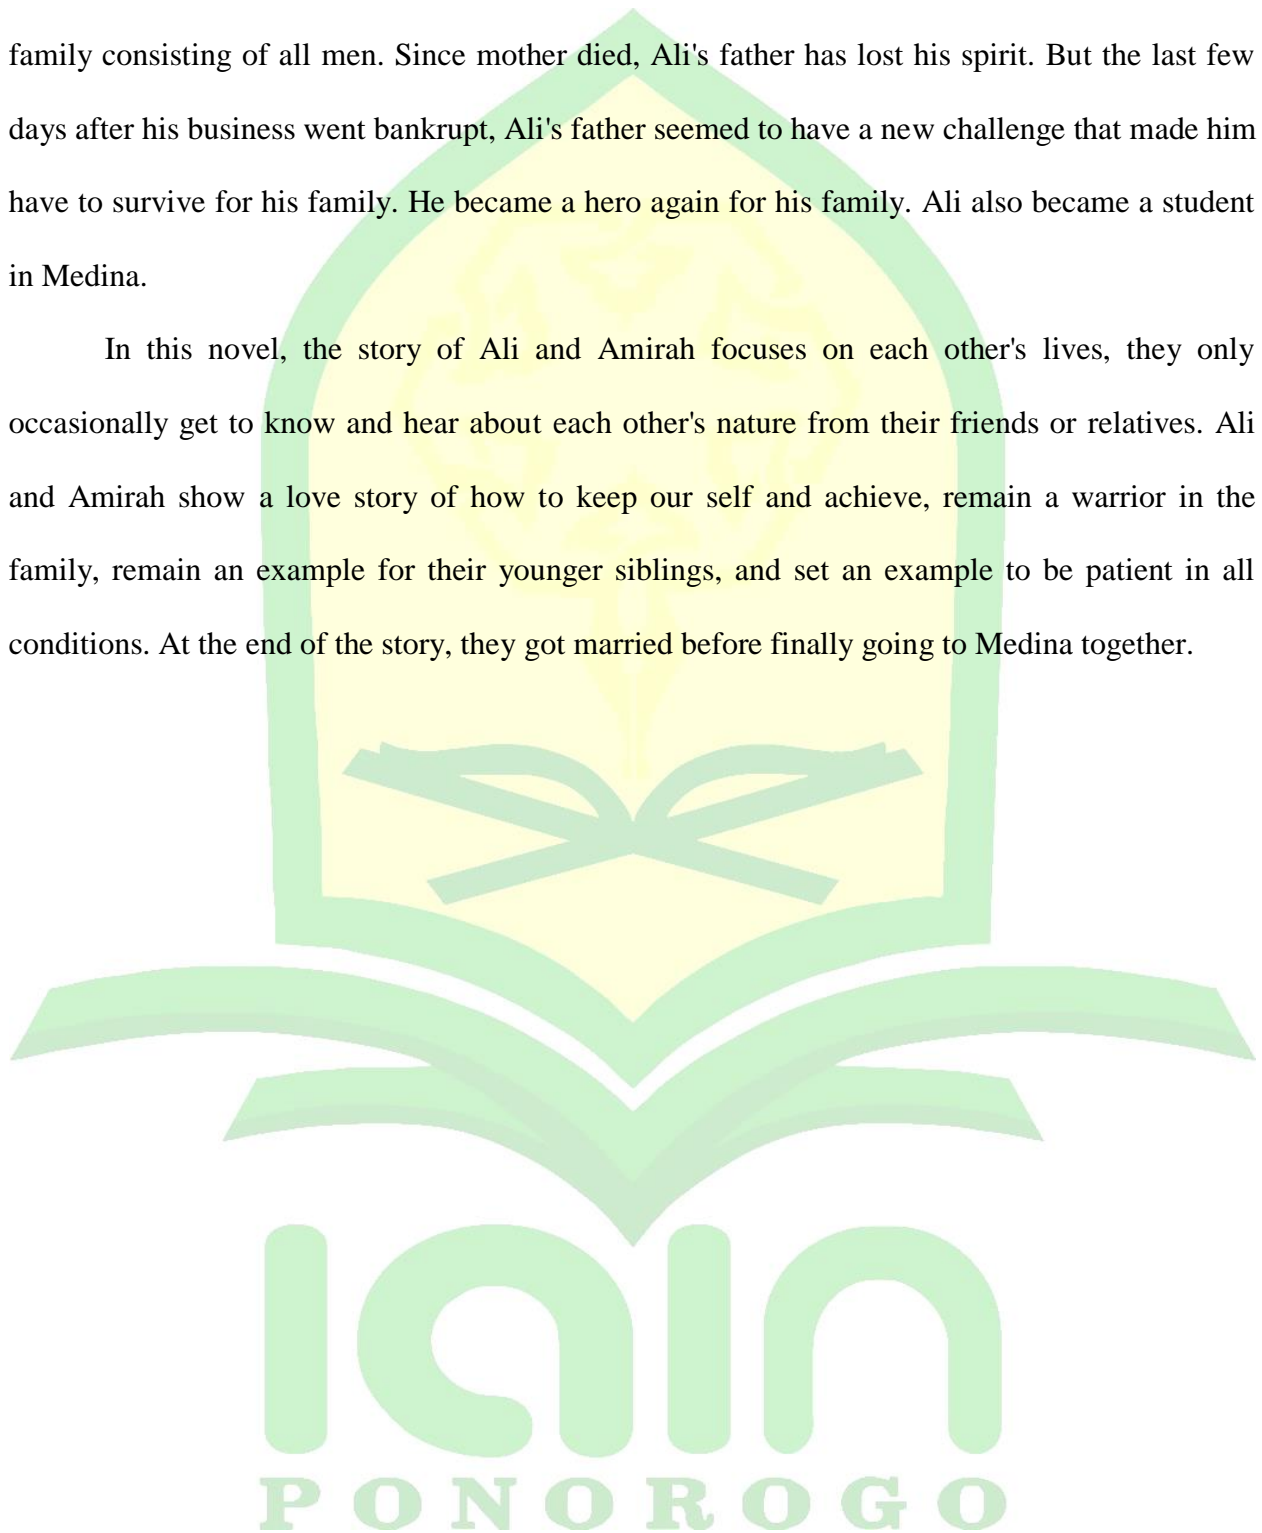 family consisting of all men. Since mother died, Ali's father has lost his spirit. But the last few
days after his business went bankrupt, Ali's father seemed to have a new challenge that made him
have to survive for his family. He became a hero again for his family. Ali also became a student
in Medina.
In this novel, the story of Ali and Amirah focuses on each other's lives, they only
occasionally get to know and hear about each other's nature from their friends or relatives. Ali
and Amirah show a love story of how to keep our self and achieve, remain a warrior in the
family, remain an example for their younger siblings, and set an example to be patient in all
conditions. At the end of the story, they got married before finally going to Medina together.
iain
PONOROGO